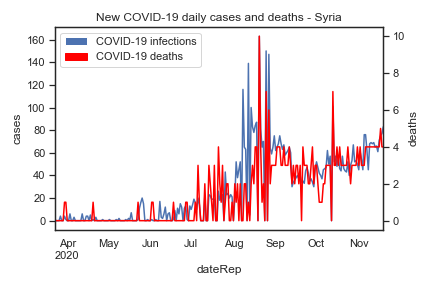 New COVID-19 daily cases and deaths - Syria
COVID-19 infections
COVID-19 deaths
160
140
120
100
80
60
40
20
0
cases
10
8
6
4
2
0
deaths
Apr May Jun Jul Aug Sep Oct Nov
2020
dateRep